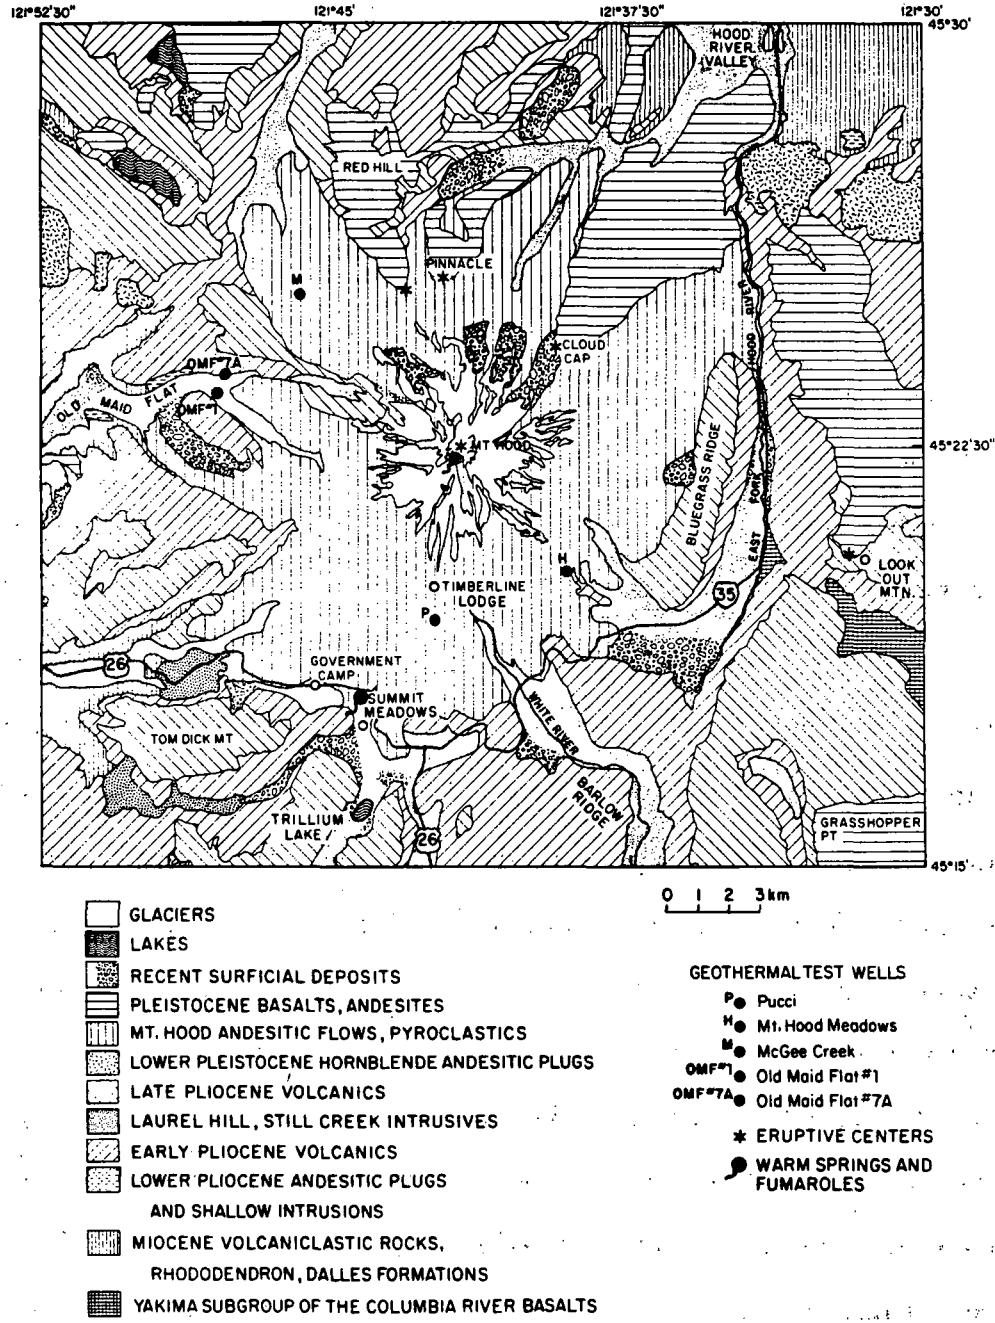 121°52'30"
121°45'
121°37'30"
121°30'
45°30'
HOOD
RIVER
VALLEY
RED HILL
PINNACLE
M
HOOD RIVER
CLOUD
CAP
OMF#7A
OLD MAID FLAT
OMF#1
MT HOOD
45°22'30"
BLUEGRASS RIDGE
EAST FORK
H
LOOK
OUT
MTN.
TIMBERLINE
LODGE
35
P
26
GOVERNMENT
CAMP
SUMMIT
MEADOWS
WHITE RIVER
TOM DICK MT
BARLOW
RIDGE
TRILLIUM
LAKE
26
GRASSHOPPER
PT
45°15'
0 1 2 3km
GLACIERS
LAKES
RECENT SURFICIAL DEPOSITS
PLEISTOCENE BASALTS, ANDESITES
MT. HOOD ANDESITIC FLOWS, PYROCLASTICS
LOWER PLEISTOCENE HORNBLENDE ANDESITIC PLUGS
LATE PLIOCENE VOLCANICS
LAUREL HILL, STILL CREEK INTRUSIVES
EARLY PLIOCENE VOLCANICS
LOWER PLIOCENE ANDESITIC PLUGS
AND SHALLOW INTRUSIONS
MIOCENE VOLCANICLASTIC ROCKS,
RHODODENDRON, DALLES FORMATIONS
YAKIMA SUBGROUP OF THE COLUMBIA RIVER BASALTS
GEOTHERMAL TEST WELLS
P Pucci
H Mt. Hood Meadows
M McGee Creek
OMF#1 Old Maid Flat #1
OMF#7A Old Maid Flat #7A
ERUPTIVE CENTERS
WARM SPRINGS AND
FUMAROLES